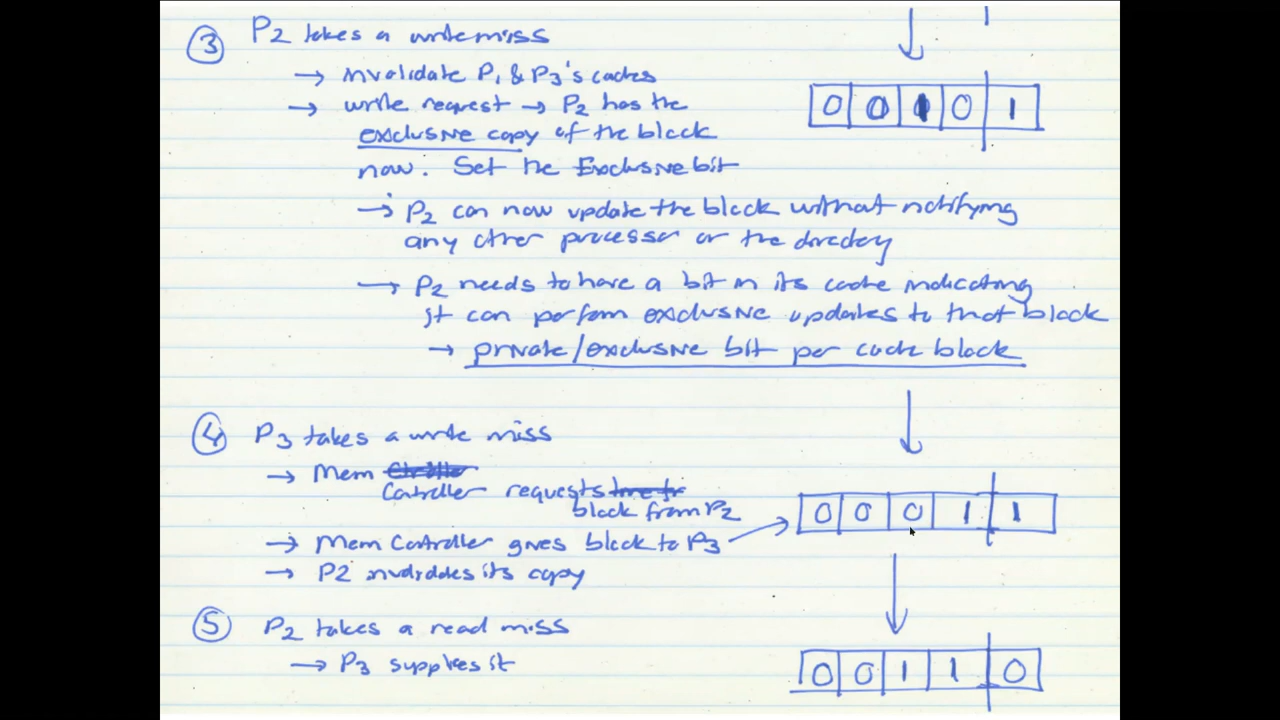 ③ P2 takes a write miss
→ invalidate P1 & P3's caches
→ write request → P2 has the
exclusive copy of the block
now. Set the Exclusive bit
0 0 1 0 1
→ P2 can now update the block without notifying
any other processor or the directory
→ P2 needs to have a bit in its cache indicating
it can perform exclusive updates to that block
→ private/exclusive bit per cache block
④ P3 takes a write miss
→ Mem
Controller requests
block from P2
→ Mem Controller gives block to P3
0 0 0 1 1
→ P2 invalidates its copy
⑤ P2 takes a read miss
→ P3 supplies it
0 0 1 1 0